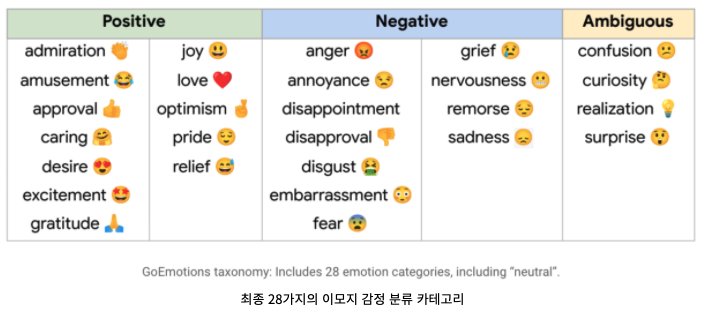 Positive Negative Ambiguous
admiration 👏 joy 😃 anger 😡 grief 😢 confusion 😕
amusement 😂 love ❤️ annoyance 😒 nervousness 😬 curiosity 🤔
approval 👍 optimism 🤞 disappointment remorse 😔 realization 💡
caring 🤗 pride 😌 disapproval 👎 sadness 😞 surprise 😲
desire 😍 relief 😅 disgust 🤮
excitement 🤩 embarrassment 😳
gratitude 🙏 fear 😨
GoEmotions taxonomy: Includes 28 emotion categories, including “neutral”.
최종 28가지의 이모지 감정 분류 카테고리